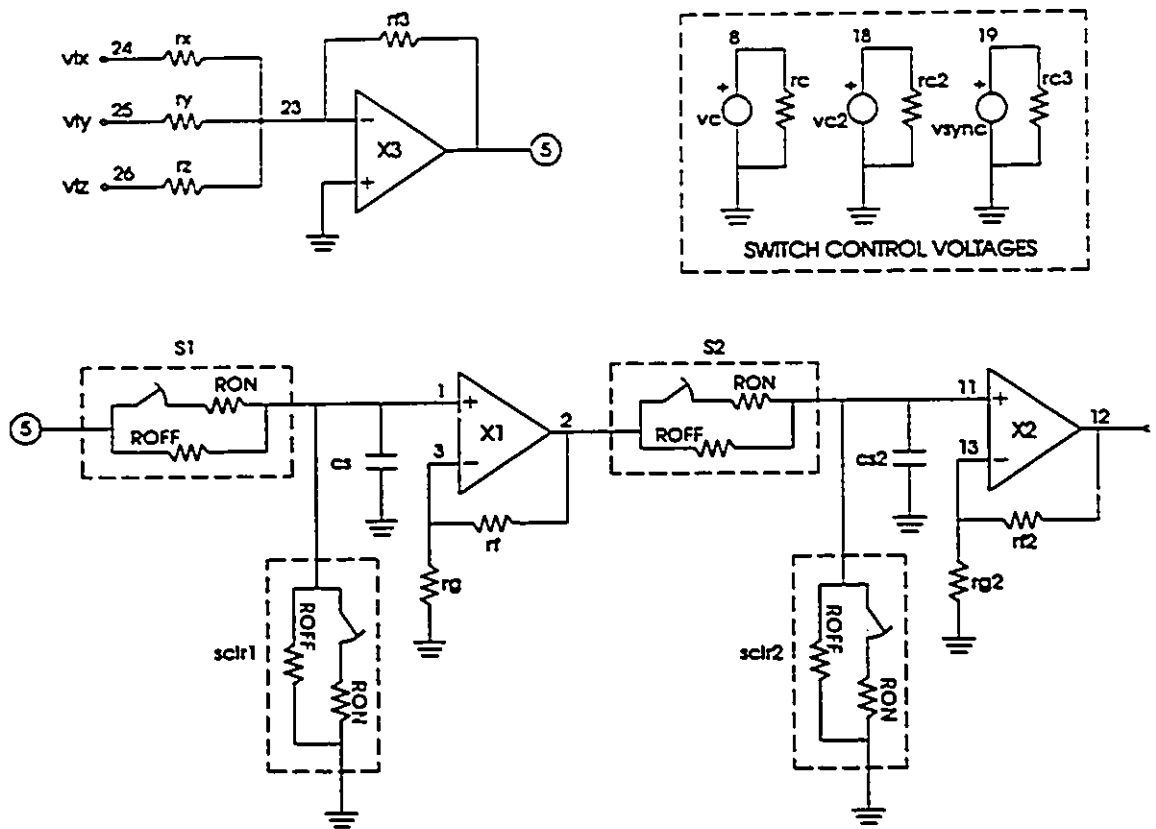 rf3
vtx 24 rx
vty 25 ry 23
vtz 26 rz
X3
5
8 18 19
vc rc vc2 rc2 vsync rc3
SWITCH CONTROL VOLTAGES
S1
RON
ROFF
5
cs
1
3
X1
2
rf
rg
sclr1
ROFF
RON
S2
RON
ROFF
cs2
11
13
X2
12
rf2
rg2
sclr2
ROFF
RON